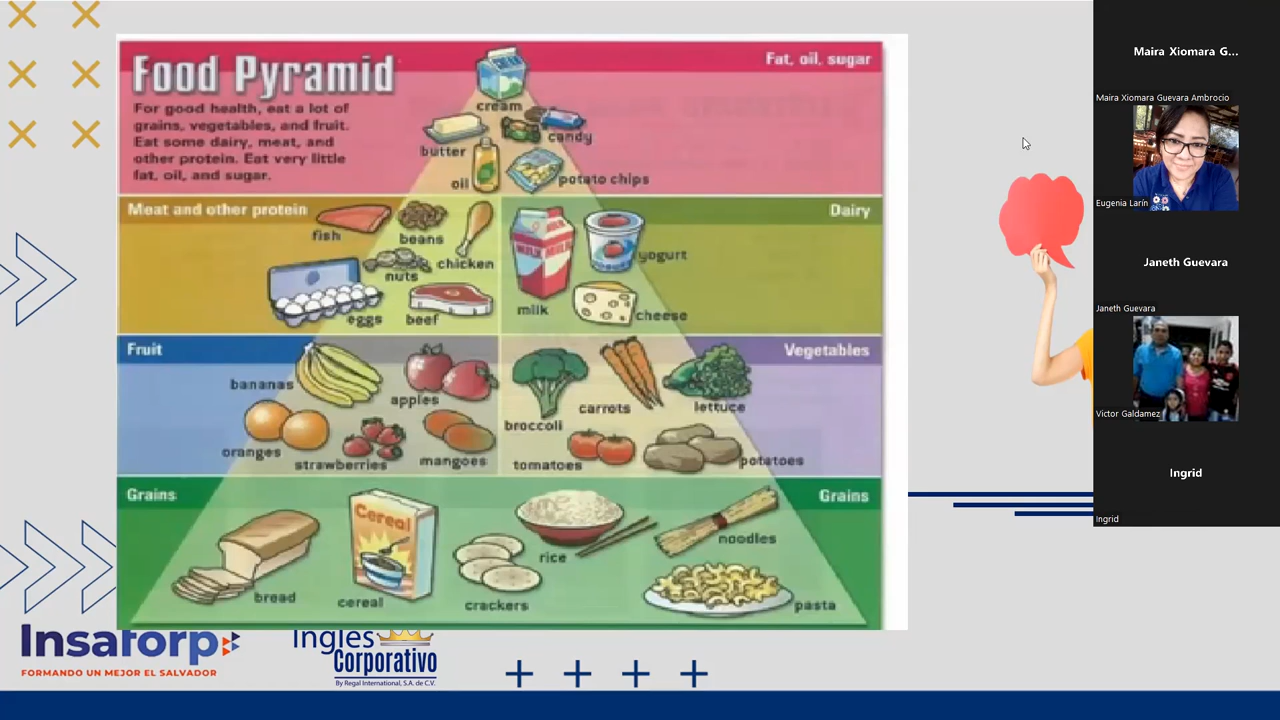 Food Pyramid
For good health, eat a lot of
grains, vegetables, and fruit.
Eat some dairy, meat, and
other protein. Eat very little
fat, oil, and sugar.
Fat, oil, sugar
cream
butter
candy
oil
potato chips
Meat and other protein
Dairy
fish
beans
chicken
nuts
eggs
beef
MILK
yogurt
milk
cheese
Fruit
Vegetables
bananas
apples
oranges
strawberries
mangoes
broccoli
carrots
lettuce
tomatoes
potatoes
Grains
Grains
Cereal
bread
cereal
crackers
rice
noodles
pasta
Insaforp
FORMANDO UN MEJOR EL SALVADOR
Ingles
Corporativo
By Regal International, S.A. de C.V.
Maira Xiomara G...
Maira Xiomara Guevara Ambrocio
Eugenia Larín
Janeth Guevara
Janeth Guevara
Victor Galdamez
Ingrid
Ingrid